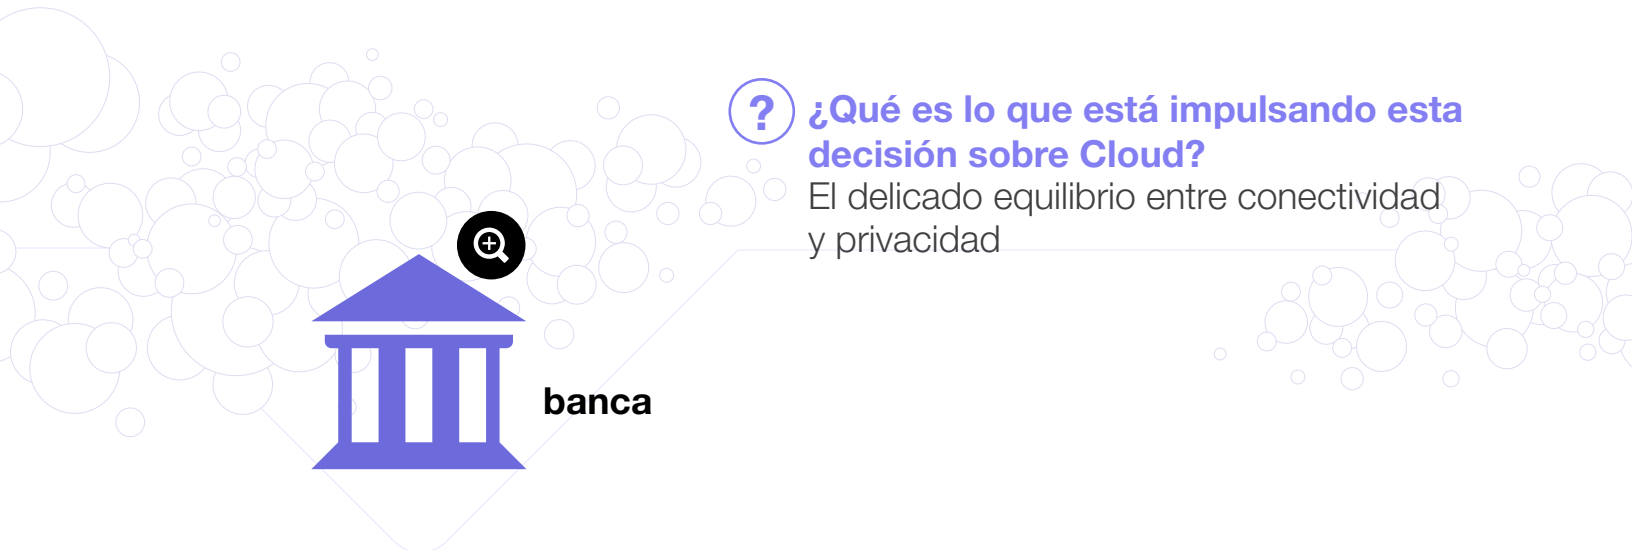 ?
¿Qué es lo que está impulsando esta
decisión sobre Cloud?
El delicado equilibrio entre conectividad
y privacidad
banca